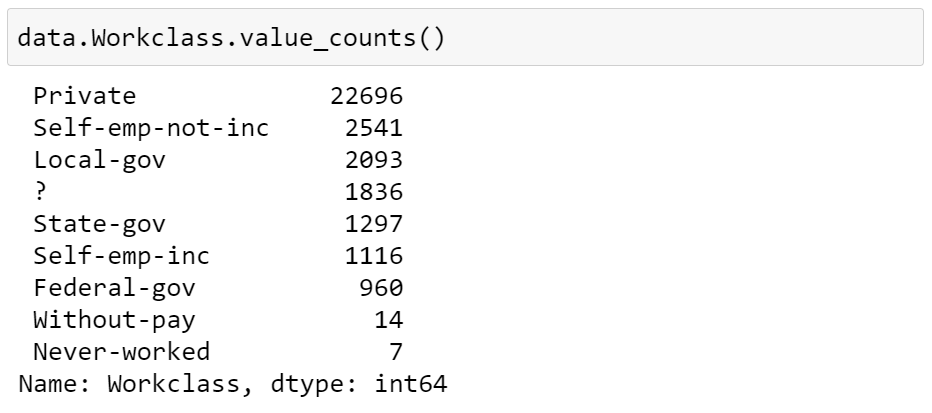 data.Workclass.value_counts()
Private 22696
Self-emp-not-inc 2541
Local-gov 2093
? 1836
State-gov 1297
Self-emp-inc 1116
Federal-gov 960
Without-pay 14
Never-worked 7
Name: Workclass, dtype: int64